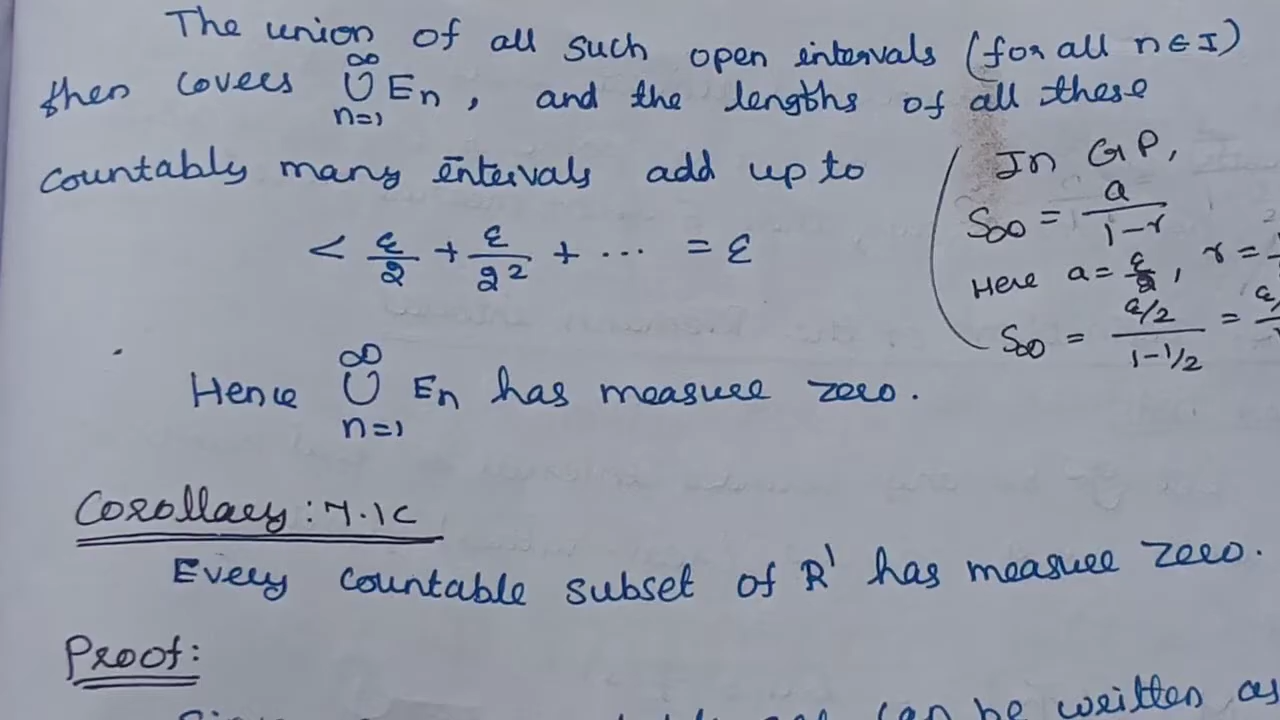 The union of all such open intervals (for all n ∈ I)
then covers ∞∪n=1 En, and the lengths of all these
countably many intervals add up to
< ε/2 + ε/2² + ... = ε
In GP,
S∞ = a/1-r
Here a = ε/2, r =
S∞ = ε/2 / 1-1/2 =
Hence ∞∪n=1 En has measure zero.
Corollary: 7.1C
Every countable subset of R¹ has measure zero.
Proof:
can be written as